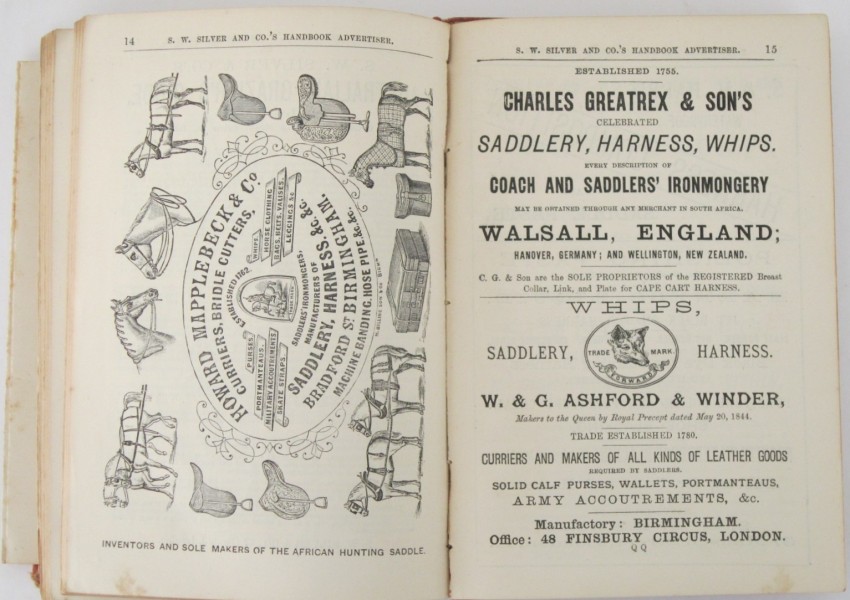 14 S. W. SILVER AND CO.'S HANDBOOK ADVERTISER.
HOWARD MAPPLEBECK & CO
CURRIERS, BRIDLE CUTTERS,
ESTABLISHED 1782
WHIPS
HORSE CLOTHING
BAGS, BELTS, VALISES,
LEGGINGS &c
PURSES
PORTMANTEAUS,
MILITARY ACCOUTREMENTS
SKATE STRAPS
SADDLERS' IRONMONGERS,
MANUFACTURERS OF
SADDLERY, HARNESS. &c, &c.
BRADFORD ST BIRMINGHAM.
MACHINE BANDING, HOSE PIPE, &c. &c.
INVENTORS AND SOLE MAKERS OF THE AFRICAN HUNTING SADDLE.
S. W. SILVER AND CO.'S HANDBOOK ADVERTISER. 15
ESTABLISHED 1755.
CHARLES GREATREX & SON'S
CELEBRATED
SADDLERY, HARNESS, WHIPS.
EVERY DESCRIPTION OF
COACH AND SADDLERS' IRONMONGERY
MAY BE OBTAINED THROUGH ANY MERCHANT IN SOUTH AFRICA.
WALSALL, ENGLAND;
HANOVER, GERMANY; AND WELLINGTON, NEW ZEALAND.
C. G. & Son are the SOLE PROPRIETORS of the REGISTERED Breast
Collar, Link, and Plate for CAPE CART HARNESS.
WHIPS,
SADDLERY, TRADE MARK. HARNESS.
FORWARD
W. & G. ASHFORD & WINDER,
Makers to the Queen by Royal Precept dated May 20, 1844.
TRADE ESTABLISHED 1780.
CURRIERS AND MAKERS OF ALL KINDS OF LEATHER GOODS
REQUIRED BY SADDLERS.
SOLID CALF PURSES, WALLETS, PORTMANTEAUS,
ARMY ACCOUTREMENTS, &c.
Manufactory: BIRMINGHAM.
Office: 48 FINSBURY CIRCUS, LONDON.
Q Q